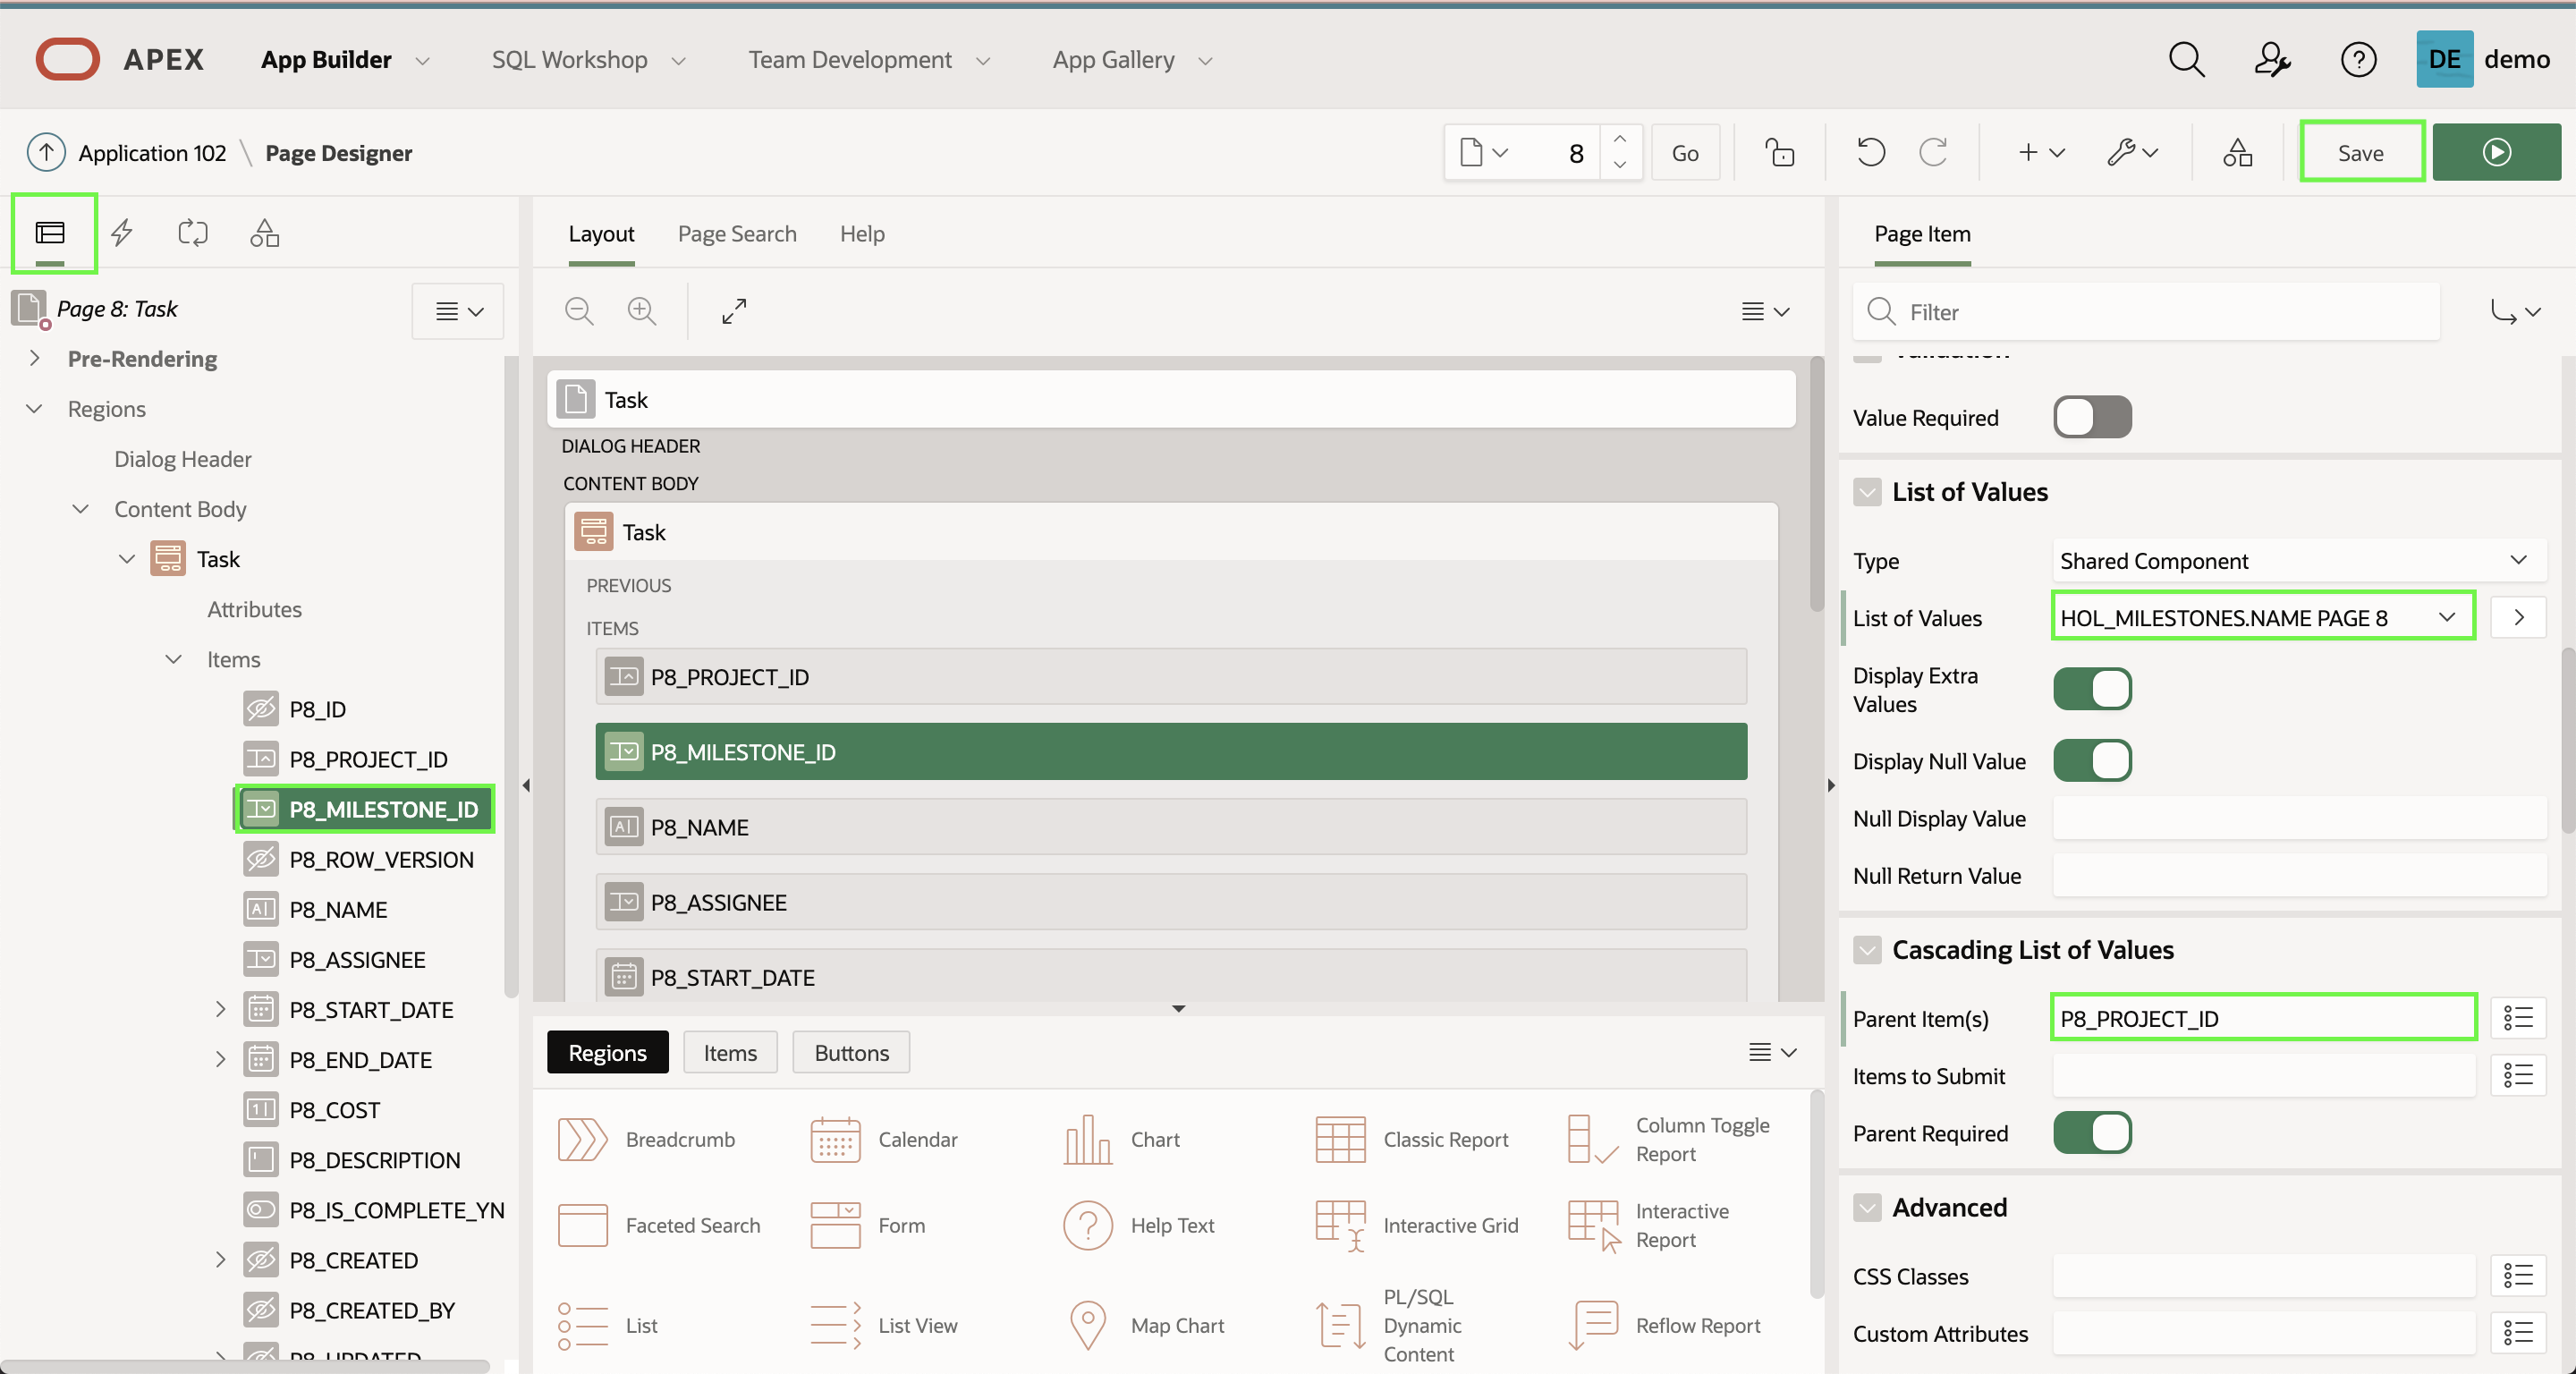 APEX
App Builder
SQL Workshop
Team Development
App Gallery
DE
demo
Application 102 \ Page Designer
8
Go
Save
Page 8: Task
Pre-Rendering
Regions
Dialog Header
Content Body
Task
Attributes
Items
P8_ID
P8_PROJECT_ID
P8_MILESTONE_ID
P8_ROW_VERSION
P8_NAME
P8_ASSIGNEE
P8_START_DATE
P8_END_DATE
P8_COST
P8_DESCRIPTION
P8_IS_COMPLETE_YN
P8_CREATED
P8_CREATED_BY
P8_UPDATED
Layout
Page Search
Help
Task
DIALOG HEADER
CONTENT BODY
Task
PREVIOUS
ITEMS
P8_PROJECT_ID
P8_MILESTONE_ID
P8_NAME
P8_ASSIGNEE
P8_START_DATE
Regions
Items
Buttons
Breadcrumb
Calendar
Chart
Classic Report
Column Toggle
Report
Faceted Search
Form
Help Text
Interactive Grid
Interactive
Report
List
List View
Map Chart
PL/SQL
Dynamic
Content
Reflow Report
Page Item
Filter
Validation
Value Required
List of Values
Type
Shared Component
List of Values
HOL_MILESTONES.NAME PAGE 8
Display Extra
Values
Display Null Value
Null Display Value
Null Return Value
Cascading List of Values
Parent Item(s)
P8_PROJECT_ID
Items to Submit
Parent Required
Advanced
CSS Classes
Custom Attributes